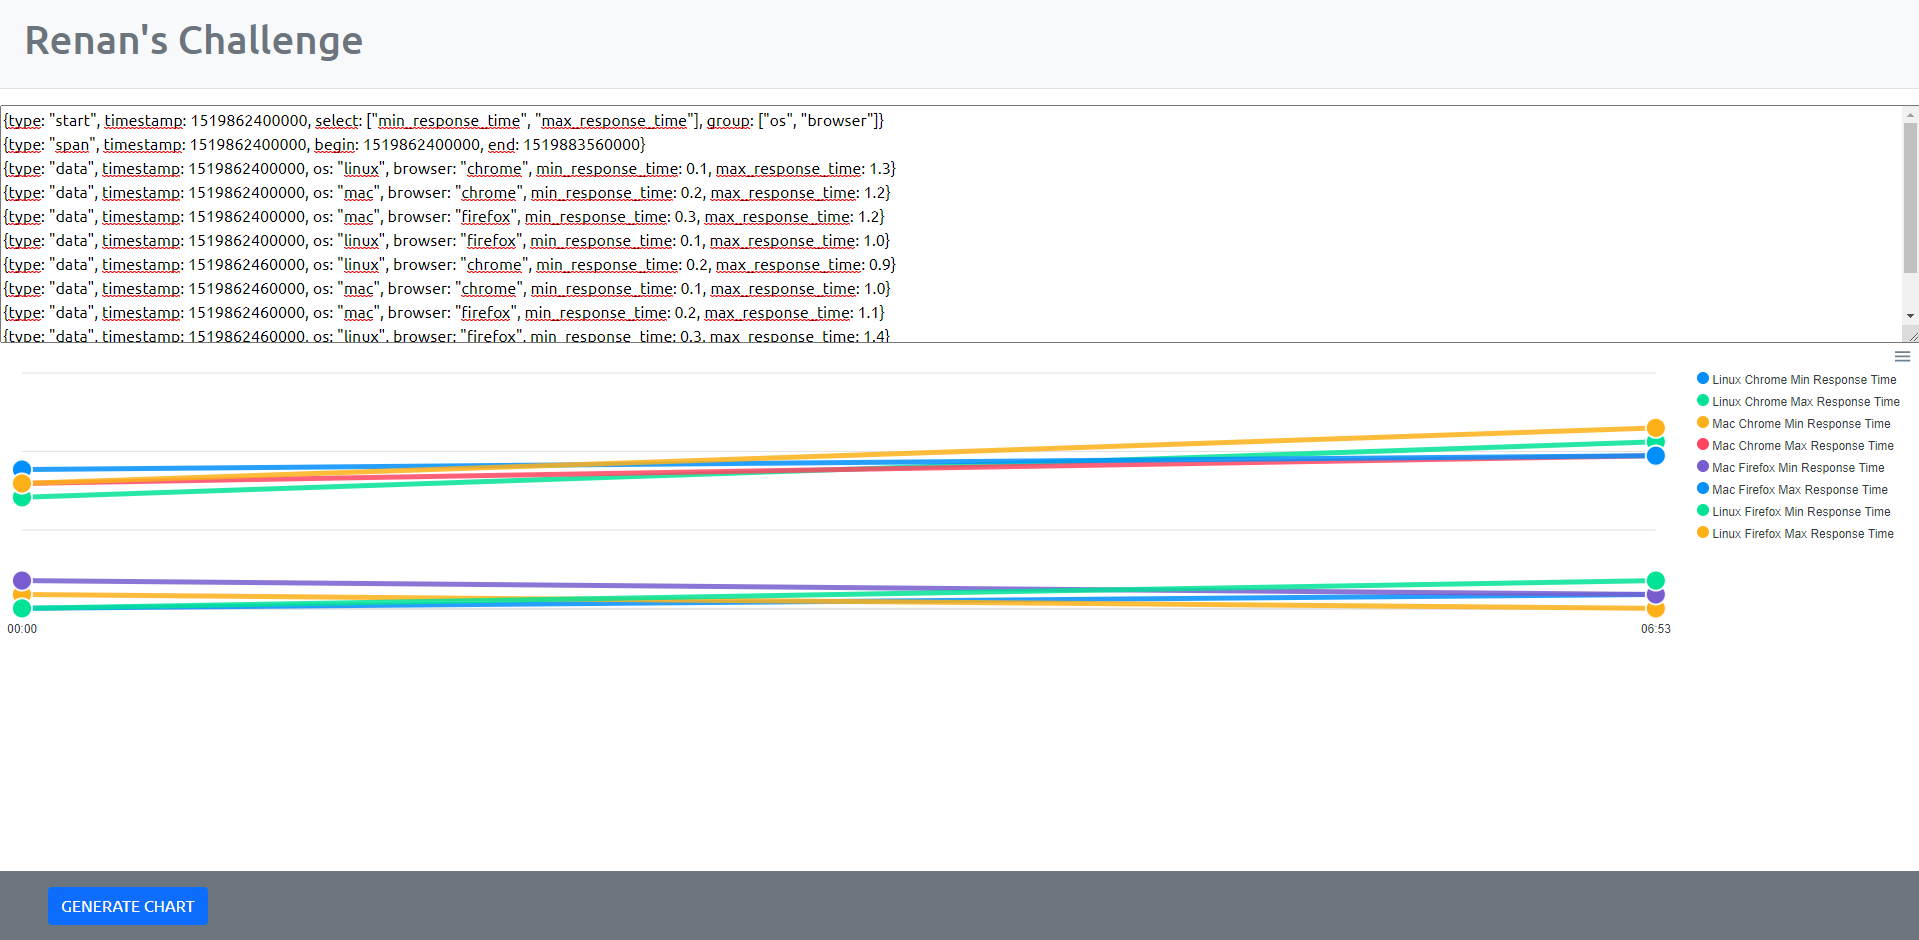 Renan's Challenge
{type: "start", timestamp: 1519862400000, select: ["min_response_time", "max_response_time"], group: ["os", "browser"]}
{type: "span", timestamp: 1519862400000, begin: 1519862400000, end: 1519883560000}
{type: "data", timestamp: 1519862400000, os: "linux", browser: "chrome", min_response_time: 0.1, max_response_time: 1.3}
{type: "data", timestamp: 1519862400000, os: "mac", browser: "chrome", min_response_time: 0.2, max_response_time: 1.2}
{type: "data", timestamp: 1519862400000, os: "mac", browser: "firefox", min_response_time: 0.3, max_response_time: 1.2}
{type: "data", timestamp: 1519862400000, os: "linux", browser: "firefox", min_response_time: 0.1, max_response_time: 1.0}
{type: "data", timestamp: 1519862460000, os: "linux", browser: "chrome", min_response_time: 0.2, max_response_time: 0.9}
{type: "data", timestamp: 1519862460000, os: "mac", browser: "chrome", min_response_time: 0.1, max_response_time: 1.0}
{type: "data", timestamp: 1519862460000, os: "mac", browser: "firefox", min_response_time: 0.2, max_response_time: 1.1}
{type: "data", timestamp: 1519862460000, os: "linux", browser: "firefox", min_response_time: 0.3, max_response_time: 1.4}
Linux Chrome Min Response Time
Linux Chrome Max Response Time
Mac Chrome Min Response Time
Mac Chrome Max Response Time
Mac Firefox Min Response Time
Mac Firefox Max Response Time
Linux Firefox Min Response Time
Linux Firefox Max Response Time
00:00
06:53
GENERATE CHART